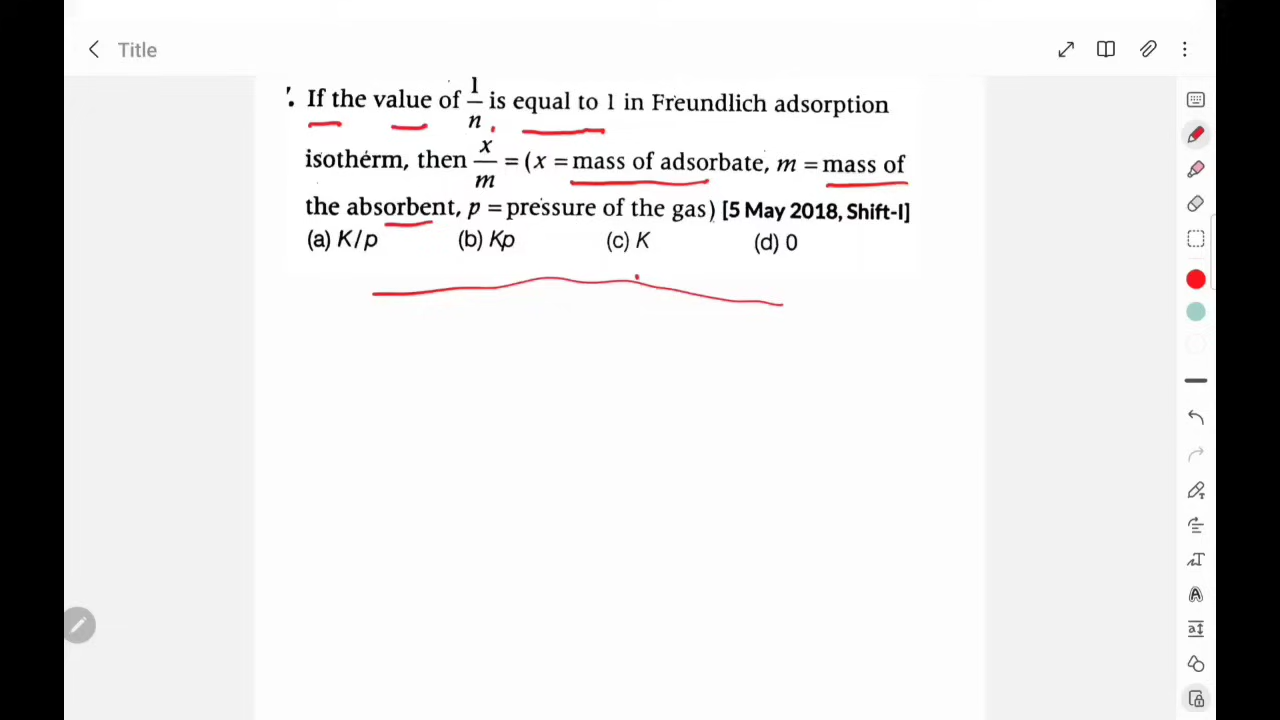 Title
If the value of 1/n is equal to 1 in Freundlich adsorption
isotherm, then x/m = (x = mass of adsorbate, m = mass of
the absorbent, p = pressure of the gas) [5 May 2018, Shift-I]
(a) K/p (b) Kp (c) K (d) 0